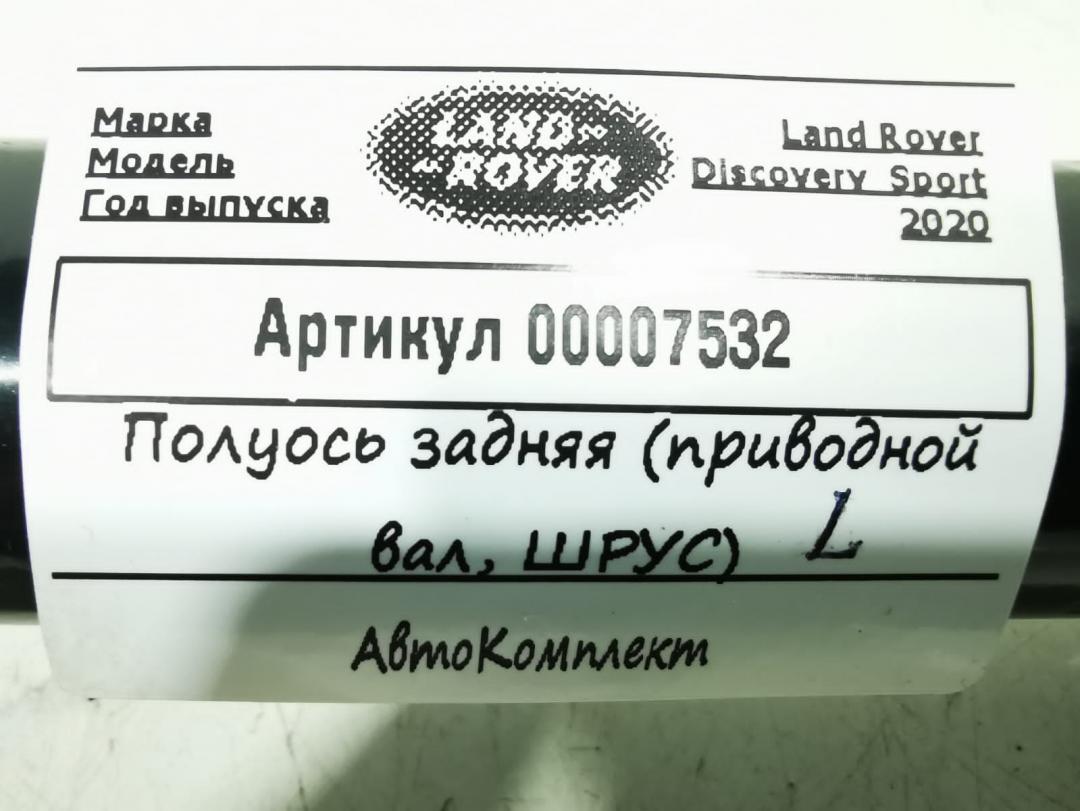 Марка
Модель
Год выпуска
LAND-
-ROVER
Land Rover
Discovery Sport
2020
Артикул 00007532
Полуось задняя (приводной
вал, ШРУС) L
АвтоКомплект